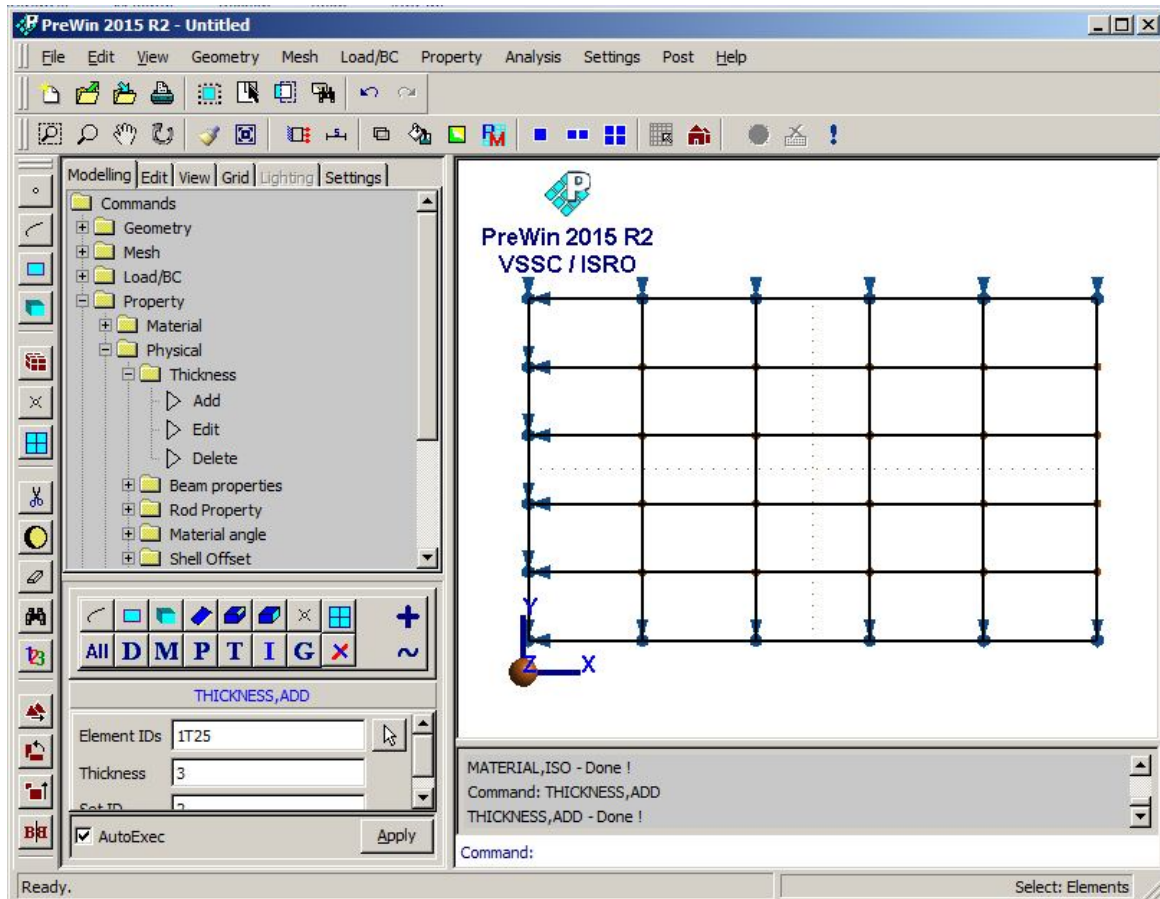 PreWin 2015 R2 - Untitled
File Edit View Geometry Mesh Load/BC Property Analysis Settings Post Help
Modelling Edit View Grid Lighting Settings
Commands
Geometry
Mesh
Load/BC
Property
Material
Physical
Thickness
Add
Edit
Delete
Beam properties
Rod Property
Material angle
Shell Offset
All D M P T I G
THICKNESS,ADD
Element IDs 1T25
Thickness 3
Set ID
AutoExec Apply
PreWin 2015 R2
VSSC / ISRO
Y
Z X
MATERIAL,ISO - Done !
Command: THICKNESS,ADD
THICKNESS,ADD - Done !
Command:
Ready. Select: Elements